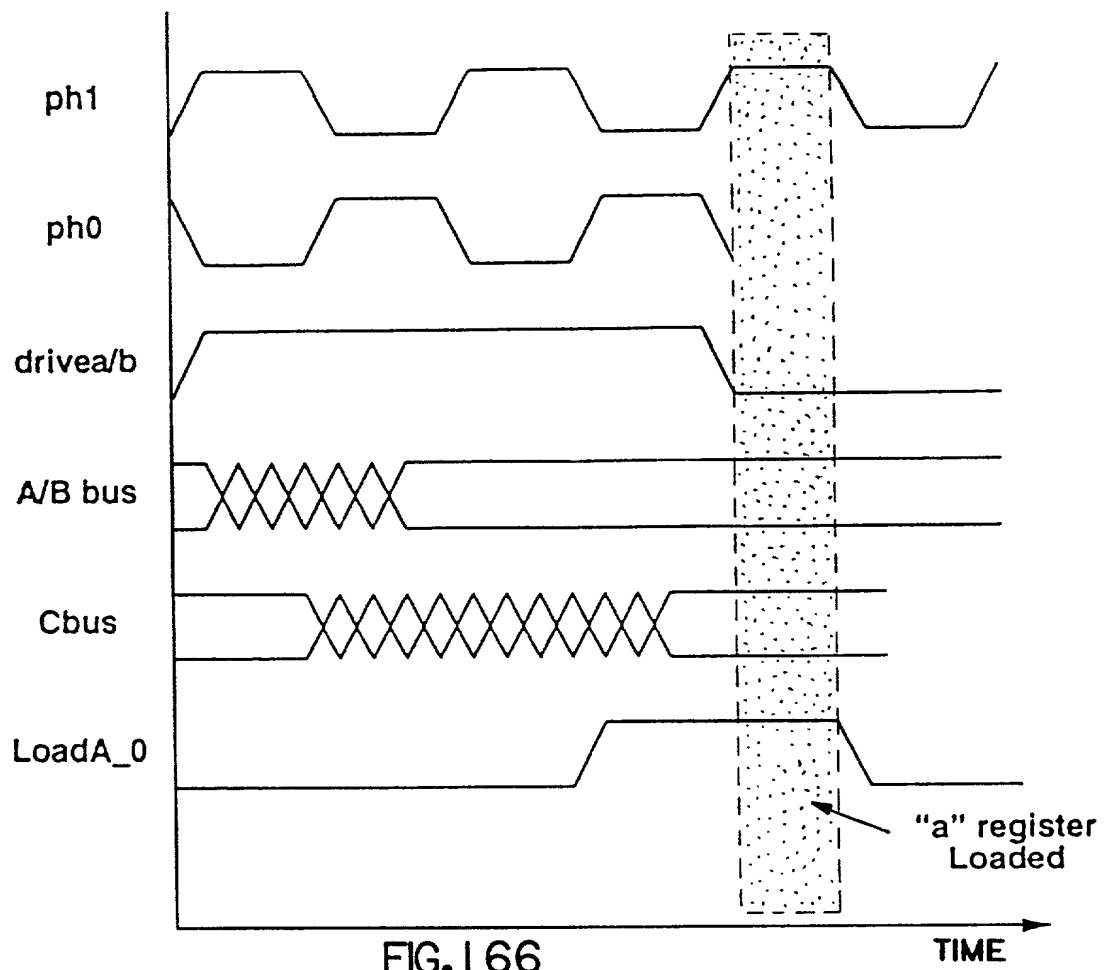 ph1
ph0
drivea/b
A/B bus
Cbus
LoadA_0
"a" register
Loaded
TIME
FIG.166